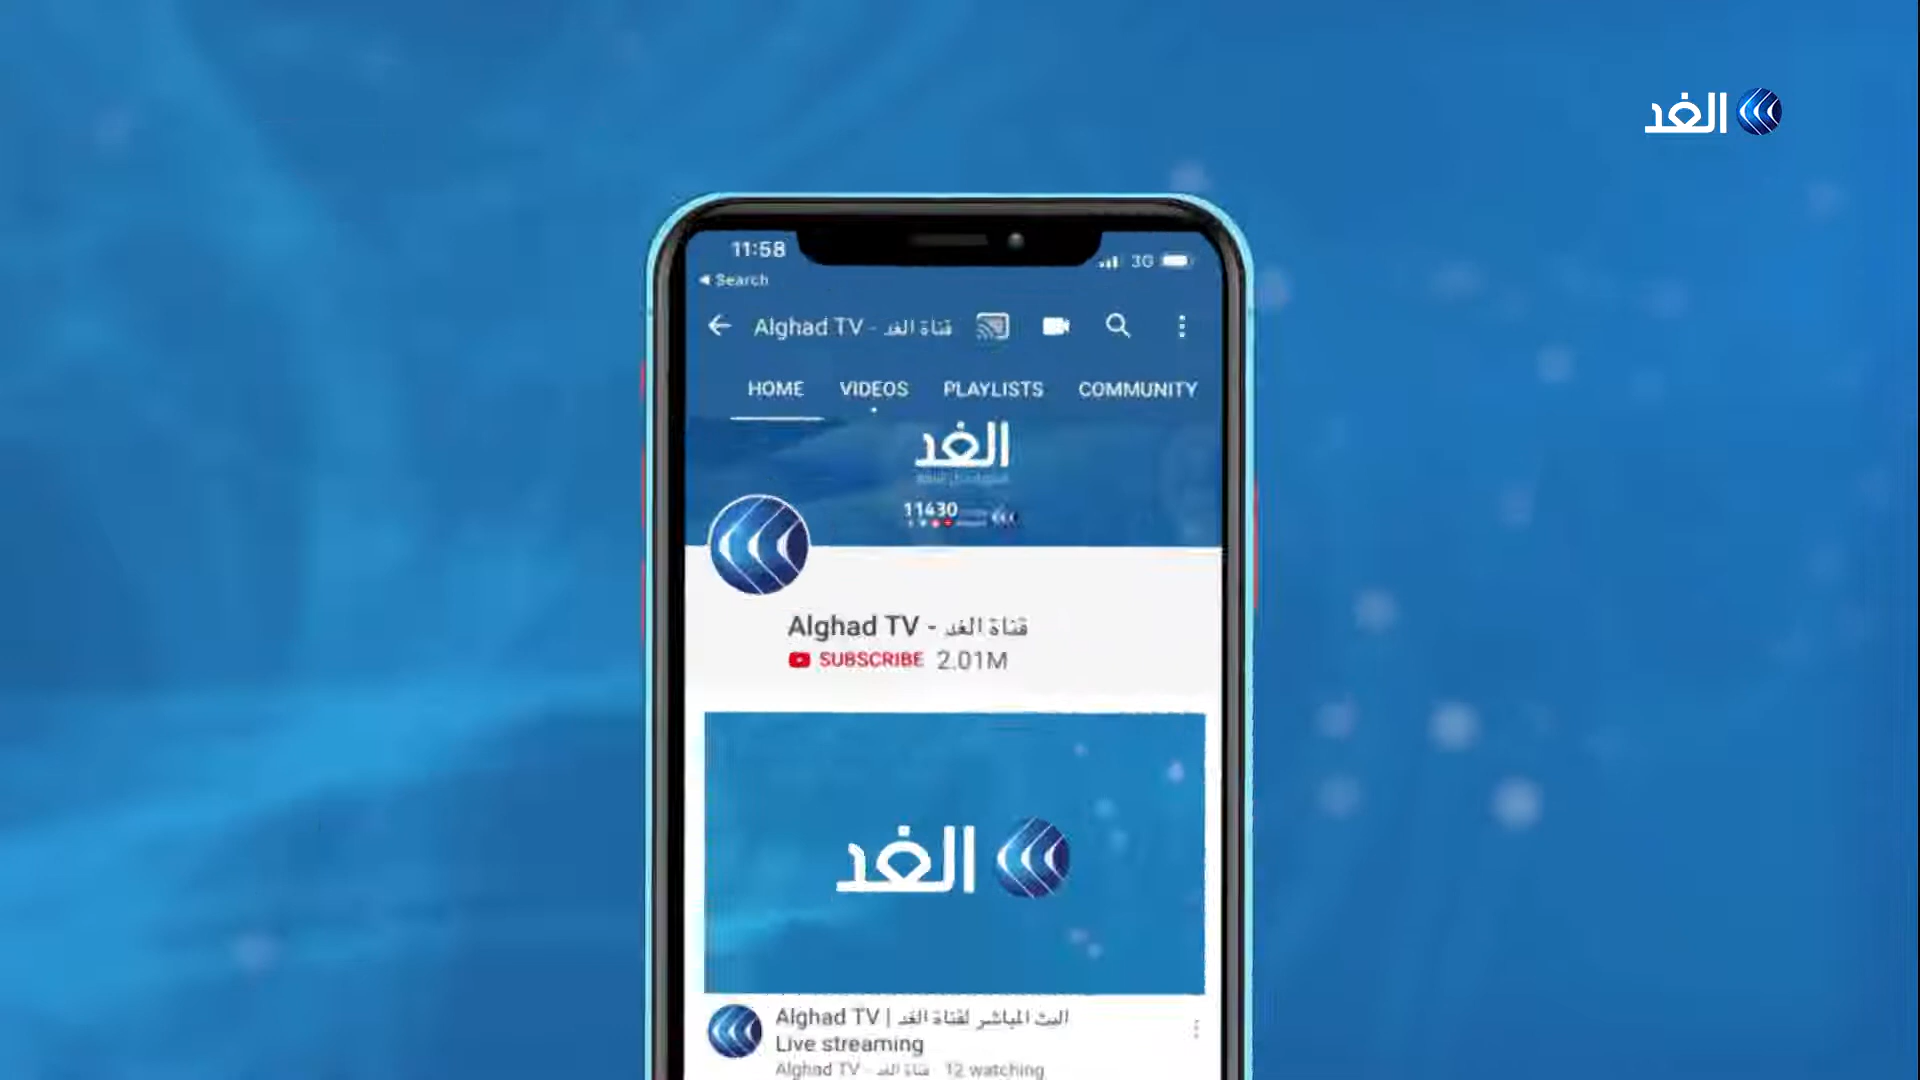 الغد
11:58
3G
Search
Alghad TV - قناة الغد
HOME VIDEOS PLAYLISTS COMMUNITY
الغد
11430
Alghad TV - قناة الغد
SUBSCRIBE 2.01M
الغد
Alghad TV | البث المباشر لقناة الغد
Live streaming
Alghad TV - قناة الغد 12 watching